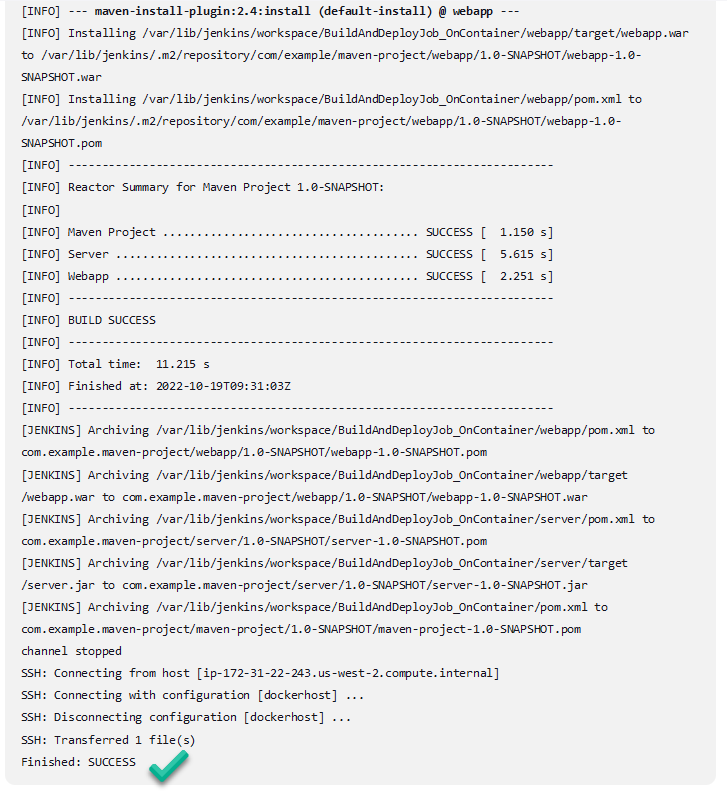 [INFO] --- maven-install-plugin:2.4:install (default-install) @ webapp ---
[INFO] Installing /var/lib/jenkins/workspace/BuildAndDeployJob_OnContainer/webapp/target/webapp.war
to /var/lib/jenkins/.m2/repository/com/example/maven-project/webapp/1.0-SNAPSHOT/webapp-1.0-
SNAPSHOT.war
[INFO] Installing /var/lib/jenkins/workspace/BuildAndDeployJob_OnContainer/webapp/pom.xml to
/var/lib/jenkins/.m2/repository/com/example/maven-project/webapp/1.0-SNAPSHOT/webapp-1.0-
SNAPSHOT.pom
[INFO] ------------------------------------------------------------------------
[INFO] Reactor Summary for Maven Project 1.0-SNAPSHOT:
[INFO]
[INFO] Maven Project ...................................... SUCCESS [  1.150 s]
[INFO] Server ............................................. SUCCESS [  5.615 s]
[INFO] Webapp ............................................. SUCCESS [  2.251 s]
[INFO] ------------------------------------------------------------------------
[INFO] BUILD SUCCESS
[INFO] ------------------------------------------------------------------------
[INFO] Total time:  11.215 s
[INFO] Finished at: 2022-10-19T09:31:03Z
[INFO] ------------------------------------------------------------------------
[JENKINS] Archiving /var/lib/jenkins/workspace/BuildAndDeployJob_OnContainer/webapp/pom.xml to
com.example.maven-project/webapp/1.0-SNAPSHOT/webapp-1.0-SNAPSHOT.pom
[JENKINS] Archiving /var/lib/jenkins/workspace/BuildAndDeployJob_OnContainer/webapp/target
/webapp.war to com.example.maven-project/webapp/1.0-SNAPSHOT/webapp-1.0-SNAPSHOT.war
[JENKINS] Archiving /var/lib/jenkins/workspace/BuildAndDeployJob_OnContainer/server/pom.xml to
com.example.maven-project/server/1.0-SNAPSHOT/server-1.0-SNAPSHOT.pom
[JENKINS] Archiving /var/lib/jenkins/workspace/BuildAndDeployJob_OnContainer/server/target
/server.jar to com.example.maven-project/server/1.0-SNAPSHOT/server-1.0-SNAPSHOT.jar
[JENKINS] Archiving /var/lib/jenkins/workspace/BuildAndDeployJob_OnContainer/pom.xml to
com.example.maven-project/maven-project/1.0-SNAPSHOT/maven-project-1.0-SNAPSHOT.pom
channel stopped
SSH: Connecting from host [ip-172-31-22-243.us-west-2.compute.internal]
SSH: Connecting with configuration [dockerhost] ...
SSH: Disconnecting configuration [dockerhost] ...
SSH: Transferred 1 file(s)
Finished: SUCCESS